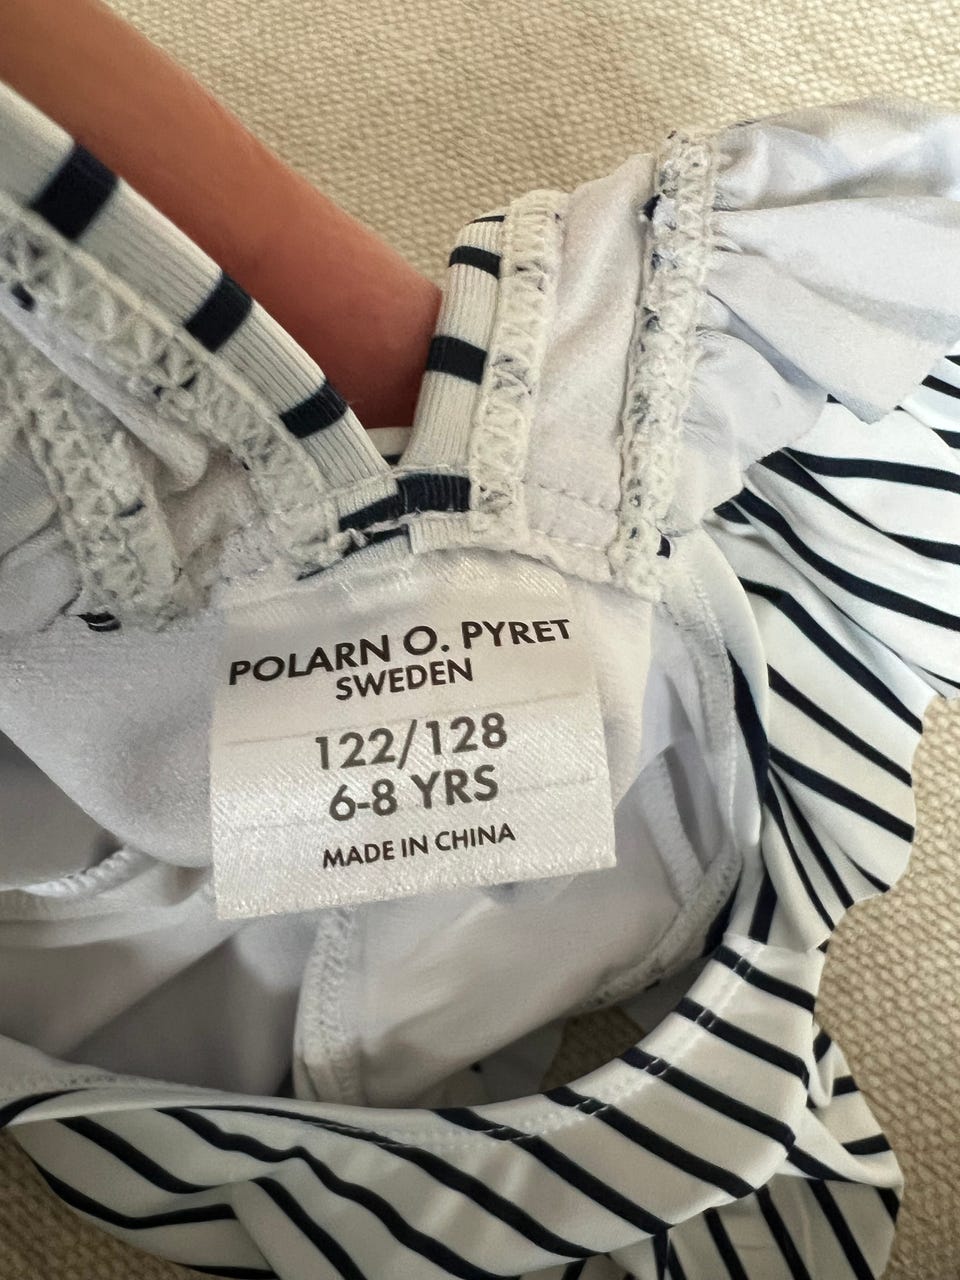 POLARN O. PYRET
SWEDEN
122/128
6-8 YRS
MADE IN CHINA